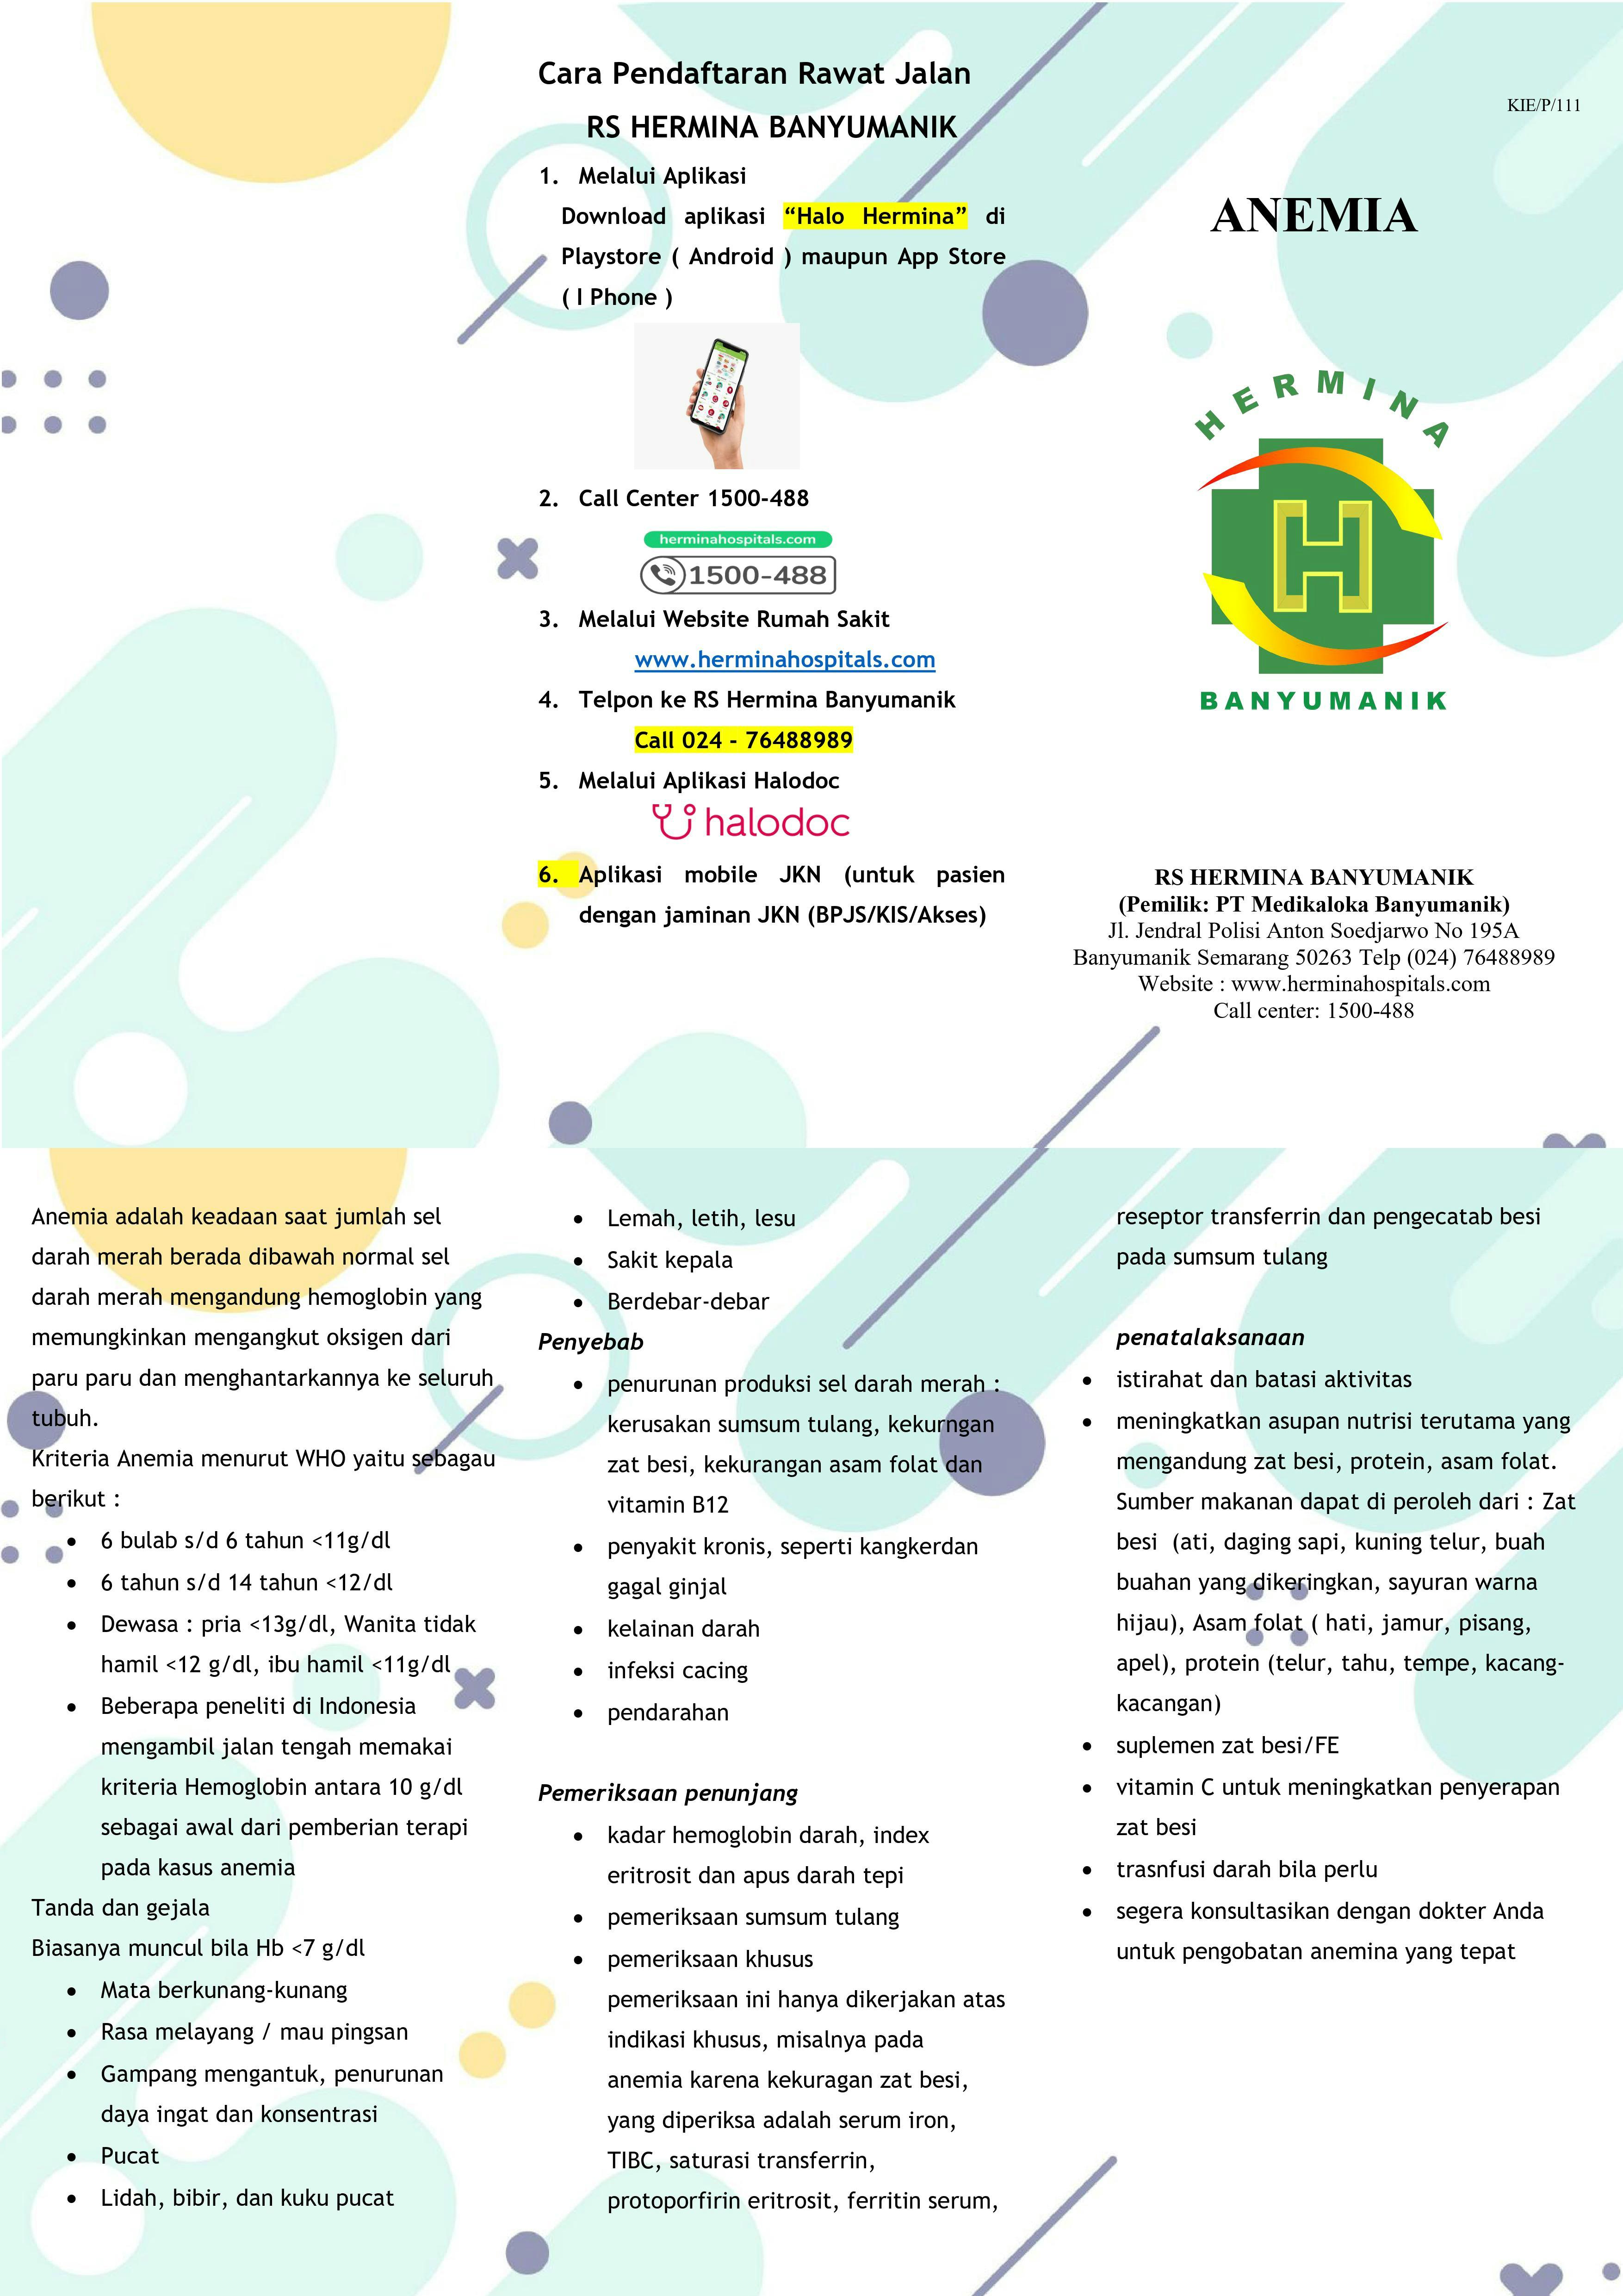 Cara Pendaftaran Rawat Jalan
RS HERMINA BANYUMANIK
1. Melalui Aplikasi
Download aplikasi “Halo Hermina” di
Playstore ( Android ) maupun App Store
( I Phone )
2. Call Center 1500-488
herminahospitals.com
1500-488
3. Melalui Website Rumah Sakit
www.herminahospitals.com
4. Telpon ke RS Hermina Banyumanik
Call 024 - 76488989
5. Melalui Aplikasi Halodoc
halodoc
6. Aplikasi mobile JKN (untuk pasien
dengan jaminan JKN (BPJS/KIS/Akses)
KIE/P/111
ANEMIA
HERMINA
H
BANYUMANIK
RS HERMINA BANYUMANIK
(Pemilik: PT Medikaloka Banyumanik)
Jl. Jendral Polisi Anton Soedjarwo No 195A
Banyumanik Semarang 50263 Telp (024) 76488989
Website : www.herminahospitals.com
Call center: 1500-488
Anemia adalah keadaan saat jumlah sel
darah merah berada dibawah normal sel
darah merah mengandung hemoglobin yang
memungkinkan mengangkut oksigen dari
paru paru dan menghantarkannya ke seluruh
tubuh.
Kriteria Anemia menurut WHO yaitu sebagau
berikut :
• 6 bulab s/d 6 tahun <11g/dl
• 6 tahun s/d 14 tahun <12/dl
• Dewasa : pria <13g/dl, Wanita tidak
hamil <12 g/dl, ibu hamil <11g/dl
• Beberapa peneliti di Indonesia
mengambil jalan tengah memakai
kriteria Hemoglobin antara 10 g/dl
sebagai awal dari pemberian terapi
pada kasus anemia
Tanda dan gejala
Biasanya muncul bila Hb <7 g/dl
• Mata berkunang-kunang
• Rasa melayang / mau pingsan
• Gampang mengantuk, penurunan
daya ingat dan konsentrasi
• Pucat
• Lidah, bibir, dan kuku pucat
• Lemah, letih, lesu
• Sakit kepala
• Berdebar-debar
Penyebab
• penurunan produksi sel darah merah :
kerusakan sumsum tulang, kekurngan
zat besi, kekurangan asam folat dan
vitamin B12
• penyakit kronis, seperti kangkerdan
gagal ginjal
• kelainan darah
• infeksi cacing
• pendarahan
Pemeriksaan penunjang
• kadar hemoglobin darah, index
eritrosit dan apus darah tepi
• pemeriksaan sumsum tulang
• pemeriksaan khusus
pemeriksaan ini hanya dikerjakan atas
indikasi khusus, misalnya pada
anemia karena kekuragan zat besi,
yang diperiksa adalah serum iron,
TIBC, saturasi transferrin,
protoporfirin eritrosit, ferritin serum,
reseptor transferrin dan pengecatab besi
pada sumsum tulang
penatalaksanaan
• istirahat dan batasi aktivitas
• meningkatkan asupan nutrisi terutama yang
mengandung zat besi, protein, asam folat.
Sumber makanan dapat di peroleh dari : Zat
besi (ati, daging sapi, kuning telur, buah
buahan yang dikeringkan, sayuran warna
hijau), Asam folat ( hati, jamur, pisang,
apel), protein (telur, tahu, tempe, kacang-
kacangan)
• suplemen zat besi/FE
• vitamin C untuk meningkatkan penyerapan
zat besi
• trasnfusi darah bila perlu
• segera konsultasikan dengan dokter Anda
untuk pengobatan anemina yang tepat